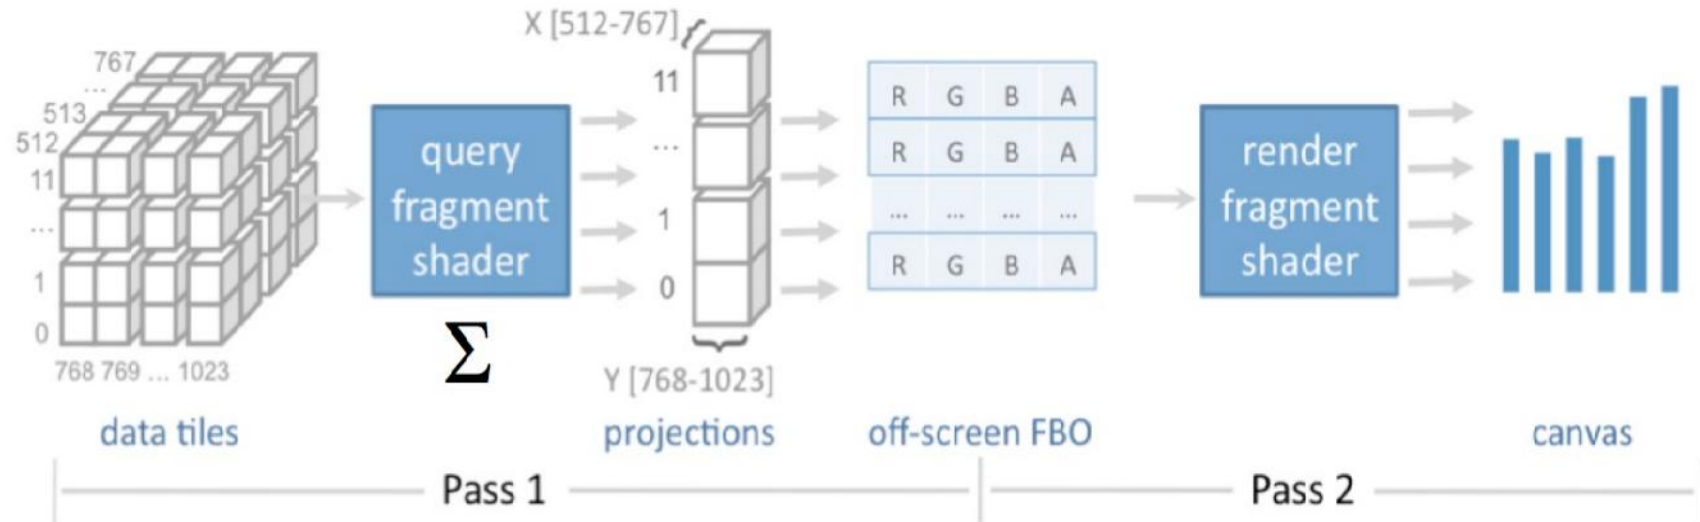 X [512-767]
767
...
513
512
11
...
1
0
768 769 ... 1023
query
fragment
shader
Σ
11
...
1
0
Y [768-1023]
R G B A
R G B A
... ... ... ...
R G B A
render
fragment
shader
data tiles
projections
off-screen FBO
canvas
Pass 1
Pass 2